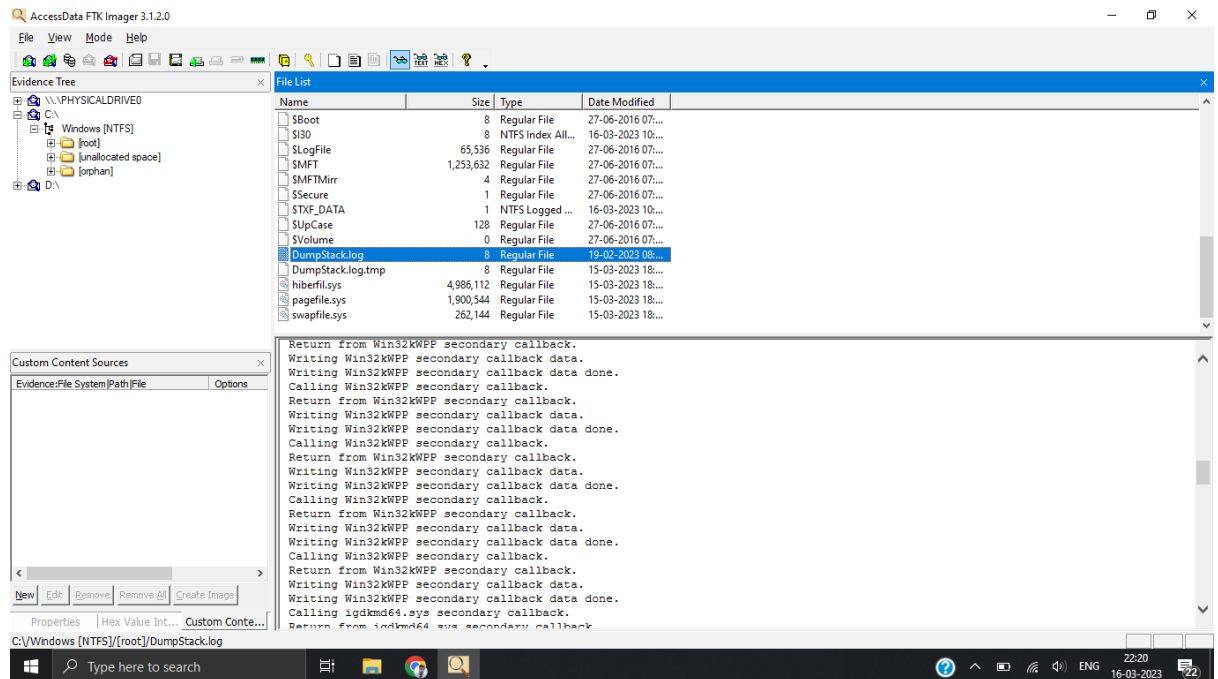 AccessData FTK Imager 3.1.2.0
File View Mode Help
TEXT HEX
Evidence Tree
\\.\PHYSICALDRIVE0
C:\
Windows [NTFS]
[root]
[unallocated space]
[orphan]
D:\
File List
Name Size Type Date Modified
$Boot 8 Regular File 27-06-2016 07:...
$I30 8 NTFS Index All... 16-03-2023 10:...
$LogFile 65,536 Regular File 27-06-2016 07:...
$MFT 1,253,632 Regular File 27-06-2016 07:...
$MFTMirr 4 Regular File 27-06-2016 07:...
$Secure 1 Regular File 27-06-2016 07:...
$TXF_DATA 1 NTFS Logged ... 16-03-2023 10:...
$UpCase 128 Regular File 27-06-2016 07:...
$Volume 0 Regular File 27-06-2016 07:...
DumpStack.log 8 Regular File 19-02-2023 08:...
DumpStack.log.tmp 8 Regular File 15-03-2023 18:...
hiberfil.sys 4,986,112 Regular File 15-03-2023 18:...
pagefile.sys 1,900,544 Regular File 15-03-2023 18:...
swapfile.sys 262,144 Regular File 15-03-2023 18:...
Custom Content Sources
Evidence:File System|Path|File Options
New Edit Remove Remove All Create Image
Properties Hex Value Int... Custom Conte...
Return from Win32kWPP secondary callback.
Writing Win32kWPP secondary callback data.
Writing Win32kWPP secondary callback data done.
Calling Win32kWPP secondary callback.
Return from Win32kWPP secondary callback.
Writing Win32kWPP secondary callback data.
Writing Win32kWPP secondary callback data done.
Calling Win32kWPP secondary callback.
Return from Win32kWPP secondary callback.
Writing Win32kWPP secondary callback data.
Writing Win32kWPP secondary callback data done.
Calling Win32kWPP secondary callback.
Return from Win32kWPP secondary callback.
Writing Win32kWPP secondary callback data.
Writing Win32kWPP secondary callback data done.
Calling Win32kWPP secondary callback.
Return from Win32kWPP secondary callback.
Writing Win32kWPP secondary callback data.
Writing Win32kWPP secondary callback data done.
Calling igdkmd64.sys secondary callback.
Return from igdkmd64.sys secondary callback
C:\/Windows [NTFS]/[root]/DumpStack.log
Type here to search
ENG
22:20
16-03-2023
22